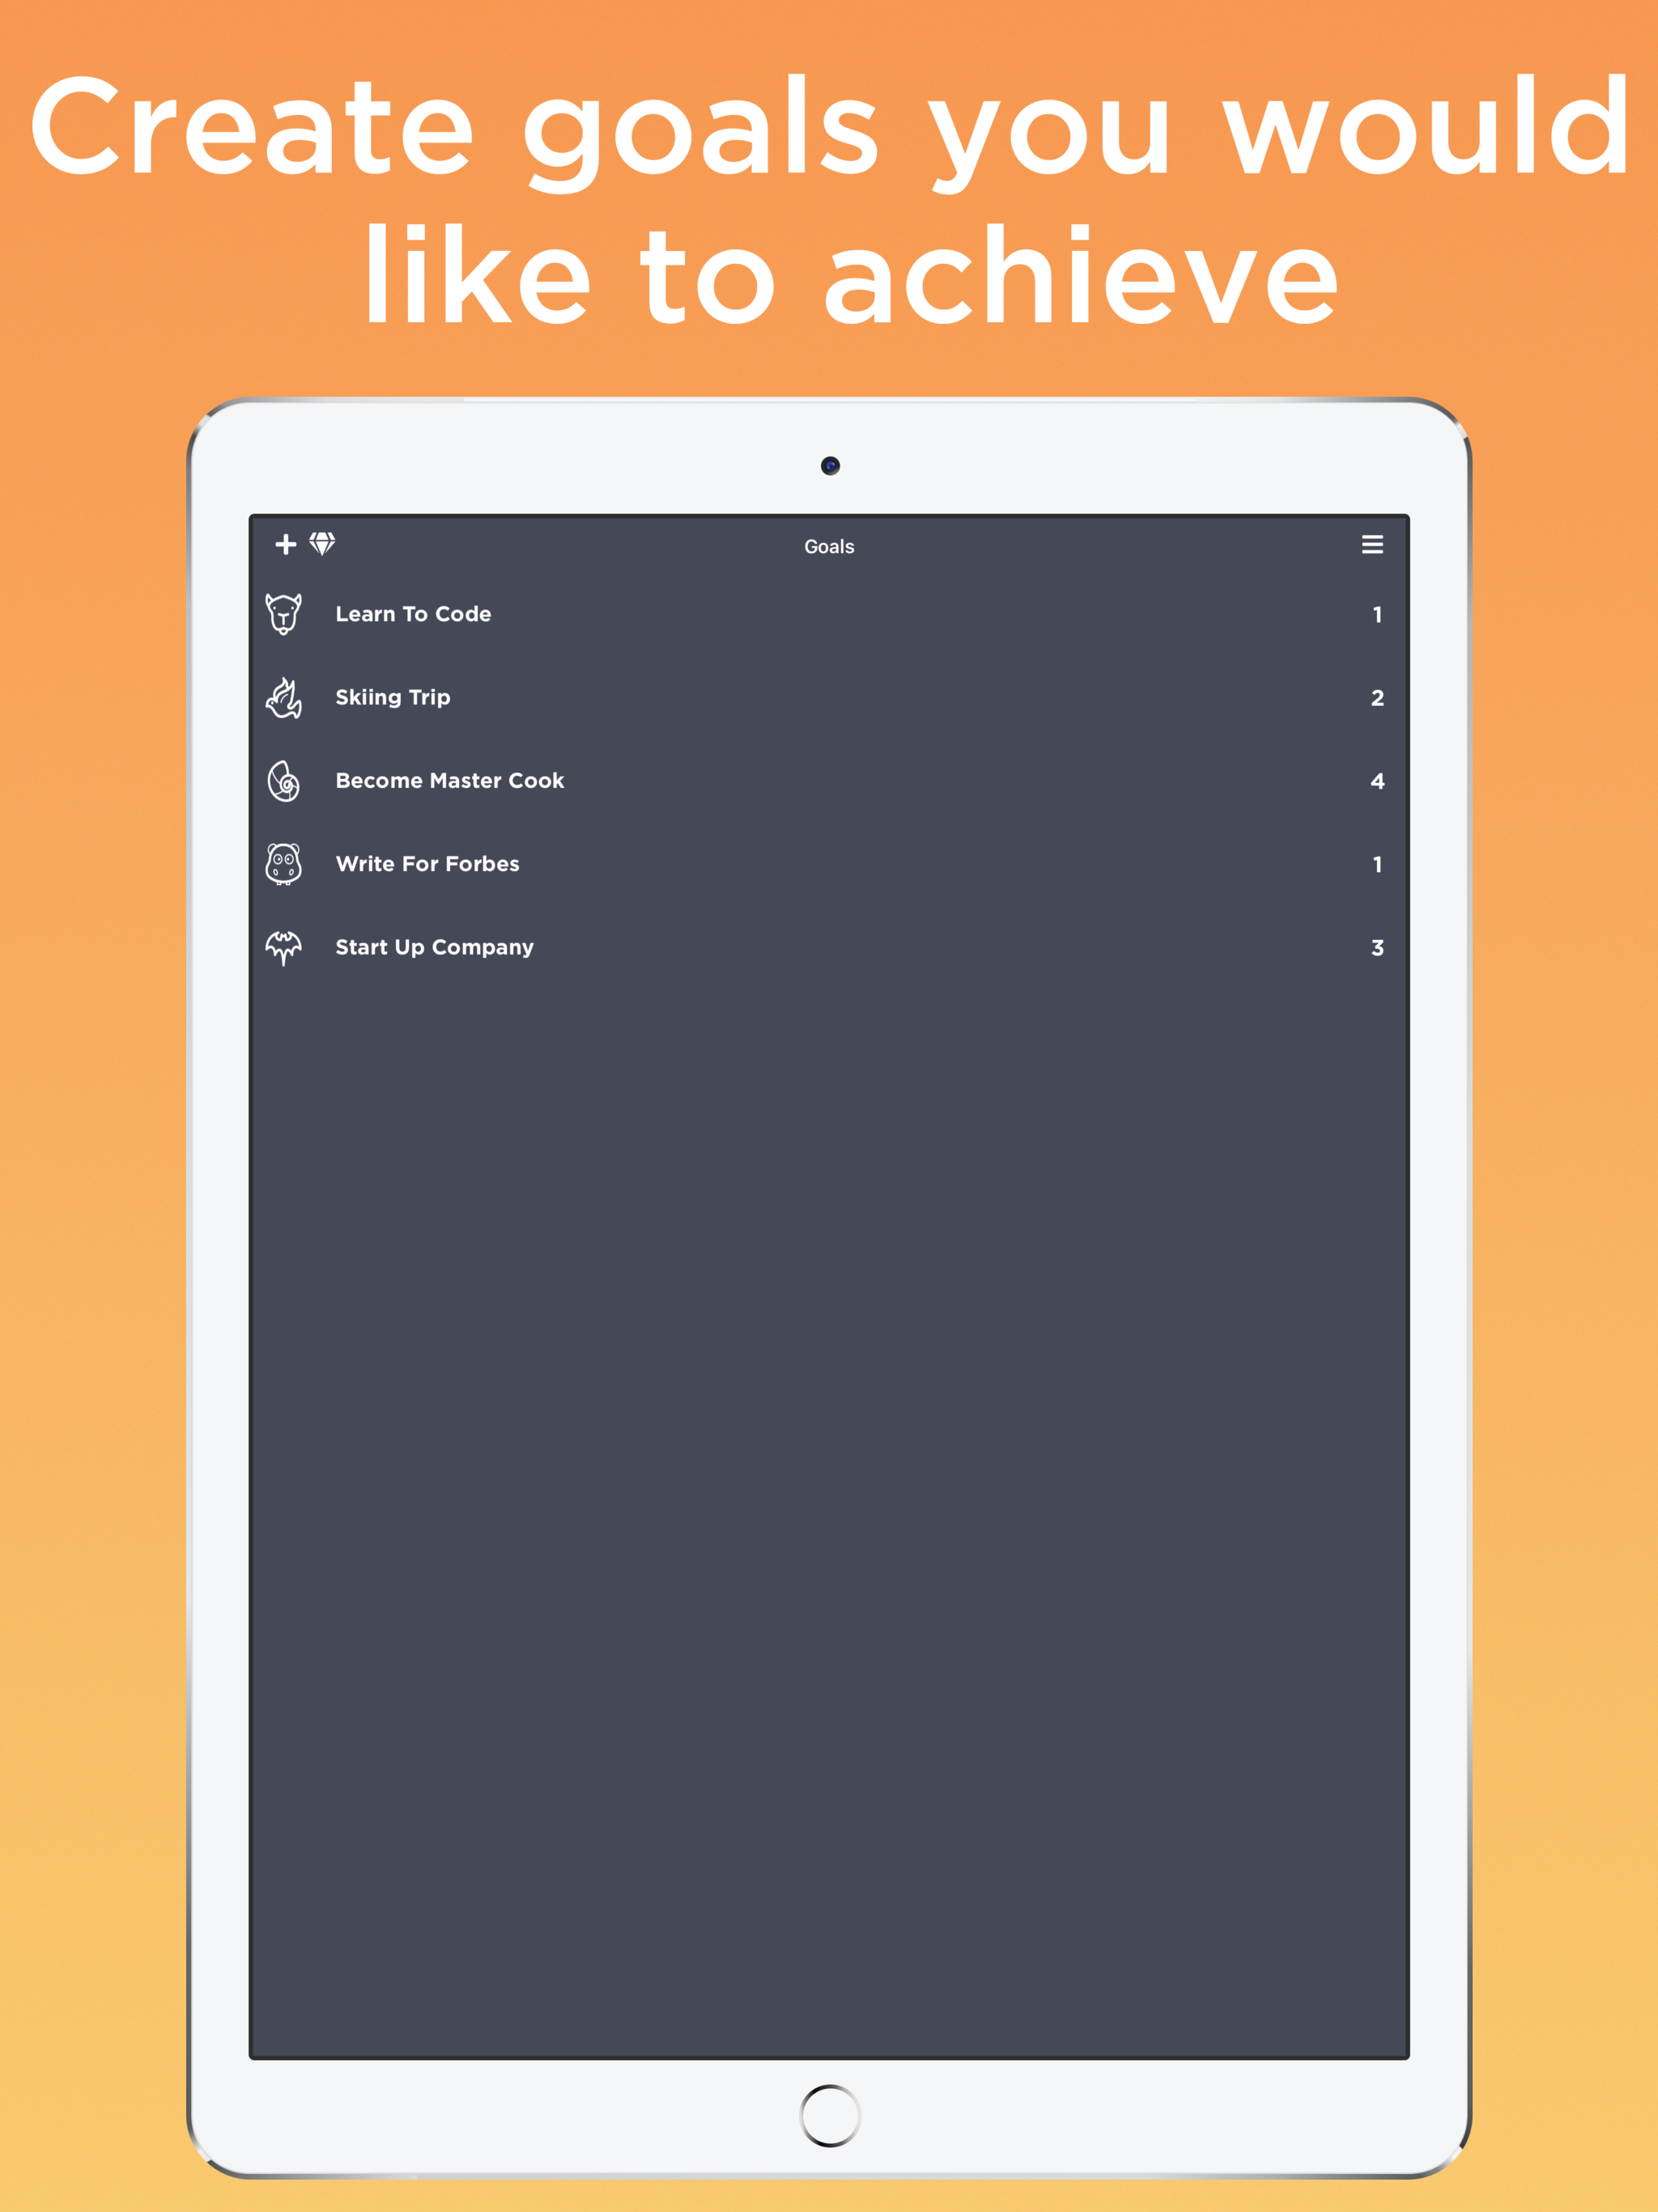 Create goals you would
like to achieve
Goals
Learn To Code 1
Skiing Trip 2
Become Master Cook 4
Write For Forbes 1
Start Up Company 3